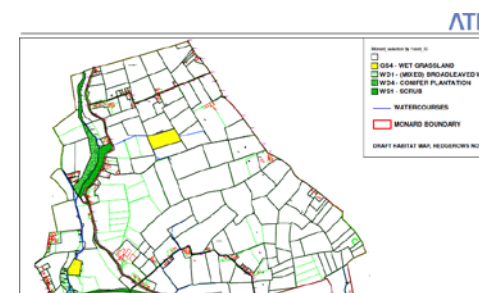 ATI
GS4 - WET GRASSLAND
WD1 - (MIXED) BROADLEAVED W
WD4 - CONIFER PLANTATION
WS1 - SCRUB
WATERCOURSES
MONARD BOUNDARY
DRAFT HABITAT MAP, HEDGEROWS NO